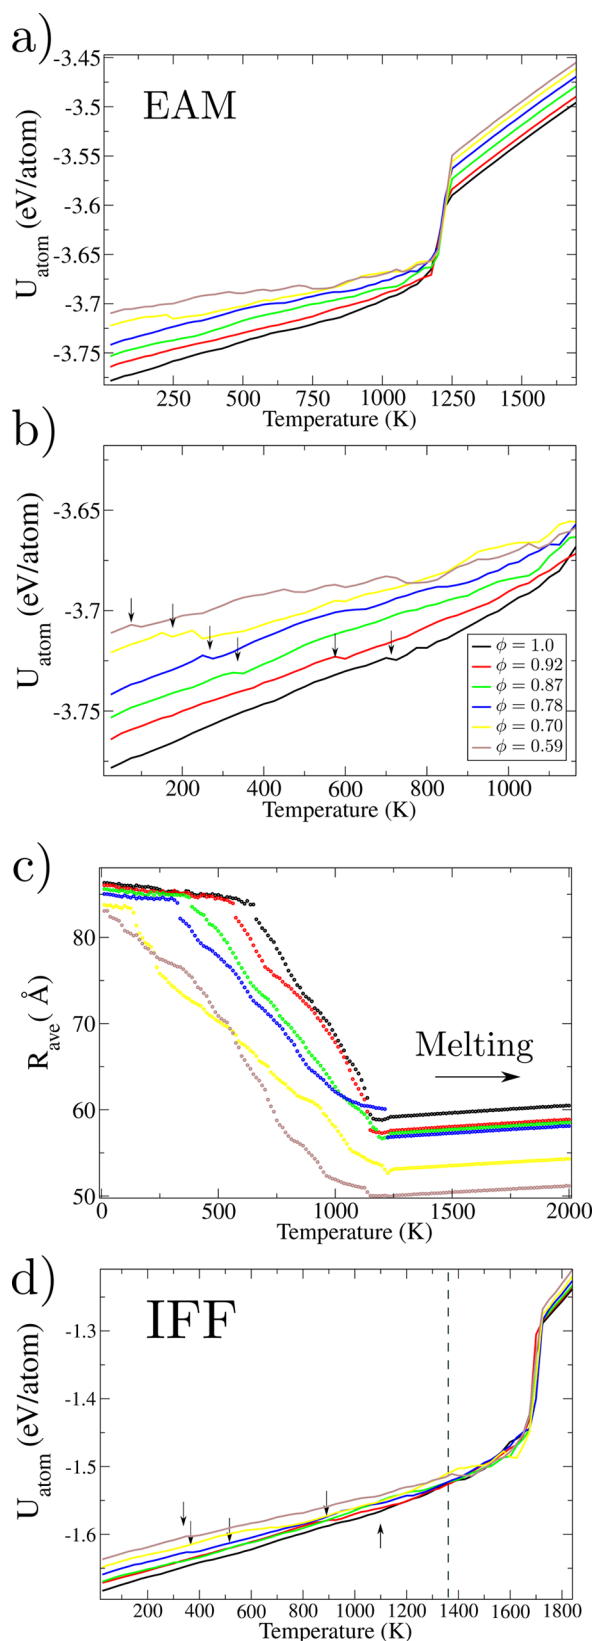 a)
EAM
U_atom (eV/atom)
-3.45
-3.5
-3.55
-3.6
-3.65
-3.7
-3.75
250 500 750 1000 1250 1500
Temperature (K)
b)
U_atom (eV/atom)
-3.65
-3.7
-3.75
ϕ = 1.0
ϕ = 0.92
ϕ = 0.87
ϕ = 0.78
ϕ = 0.70
ϕ = 0.59
200 400 600 800 1000
Temperature (K)
c)
R_ave( Å)
80
70
60
50
Melting
0 500 1000 1500 2000
Temperature (K)
d)
IFF
U_atom (eV/atom)
-1.3
-1.4
-1.5
-1.6
200 400 600 800 1000 1200 1400 1600 1800
Temperature (K)